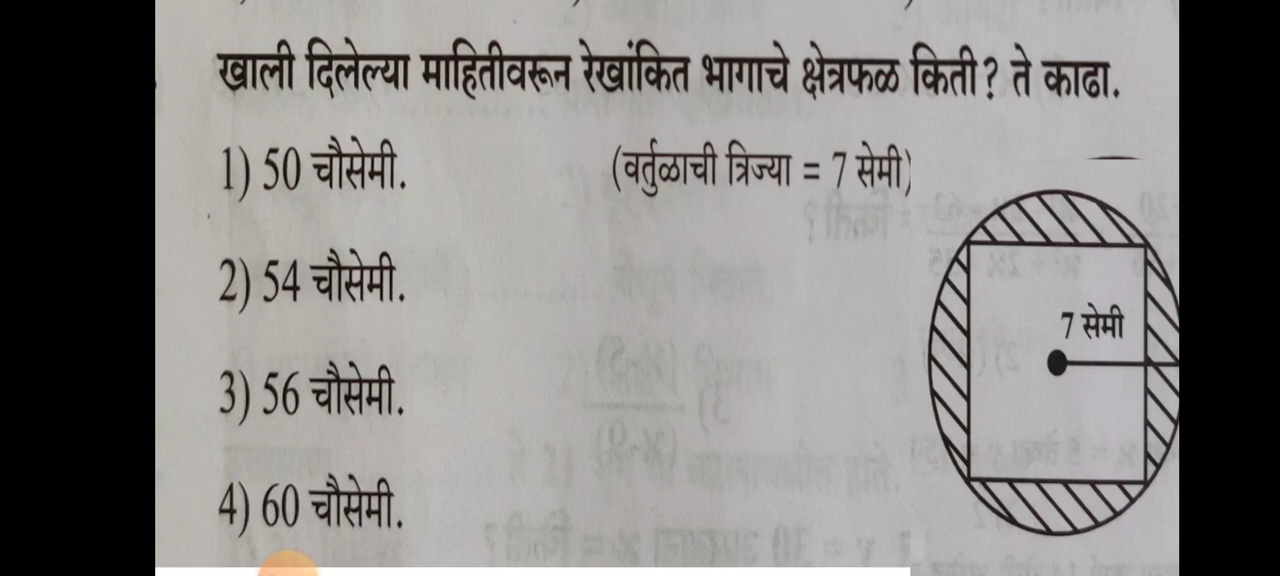 खाली दिलेल्या माहितीवरून रेखांकित भागाचे क्षेत्रफळ किती? ते काढा.
1) 50 चौसेमी. (वर्तुळाची त्रिज्या = 7 सेमी)
2) 54 चौसेमी.
7 सेमी
3) 56 चौसेमी.
4) 60 चौसेमी.